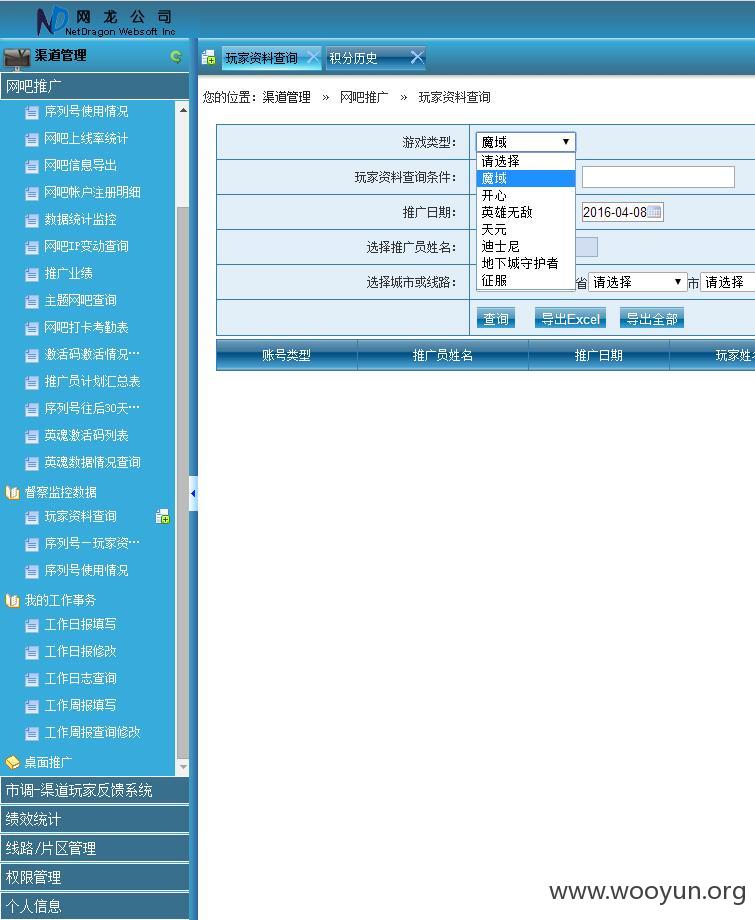 网 龙 公 司
NetDragon Websoft Inc
渠道管理
网吧推广
序列号使用情况
网吧上线率统计
网吧信息导出
网吧帐户注册明细
数据统计监控
网吧IP变动查询
推广业绩
主题网吧查询
网吧打卡考勤表
激活码激活情况…
推广员计划汇总表
序列号往后30天…
英魂激活码列表
英魂数据情况查询
督察监控数据
玩家资料查询
序列号－玩家资…
序列号使用情况
我的工作事务
工作日报填写
工作日报修改
工作日志查询
工作周报填写
工作周报查询修改
桌面推广
市调-渠道玩家反馈系统
绩效统计
线路/片区管理
权限管理
个人信息
玩家资料查询 积分历史
您的位置：渠道管理 » 网吧推广 » 玩家资料查询
游戏类型： 魔域
请选择
魔域
开心
英雄无敌
天元
迪士尼
地下城守护者
征服
玩家资料查询条件：
推广日期： 2016-04-08
选择推广员姓名：
选择城市或线路： 省 请选择 市 请选择
查询 导出Excel 导出全部
账号类型 推广员姓名 推广日期 玩家姓
www.wooyun.org